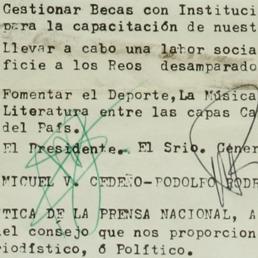 Gestionar Becas con Instituci
para la capacitación de nuest
Llevar a cabo una labor socia
ficie a los Reos desamparado
Fomentar el Deporte,La Música
Literatura entre las capas Ca
del País.
El Presidente. El Srio. Gener
MIGUEL V. CEDEÑO-RODOLFO RODR
TICA DE LA PRENSA NACIONAL, A
el consejo que nos proporcion
riodístico, ó Político.